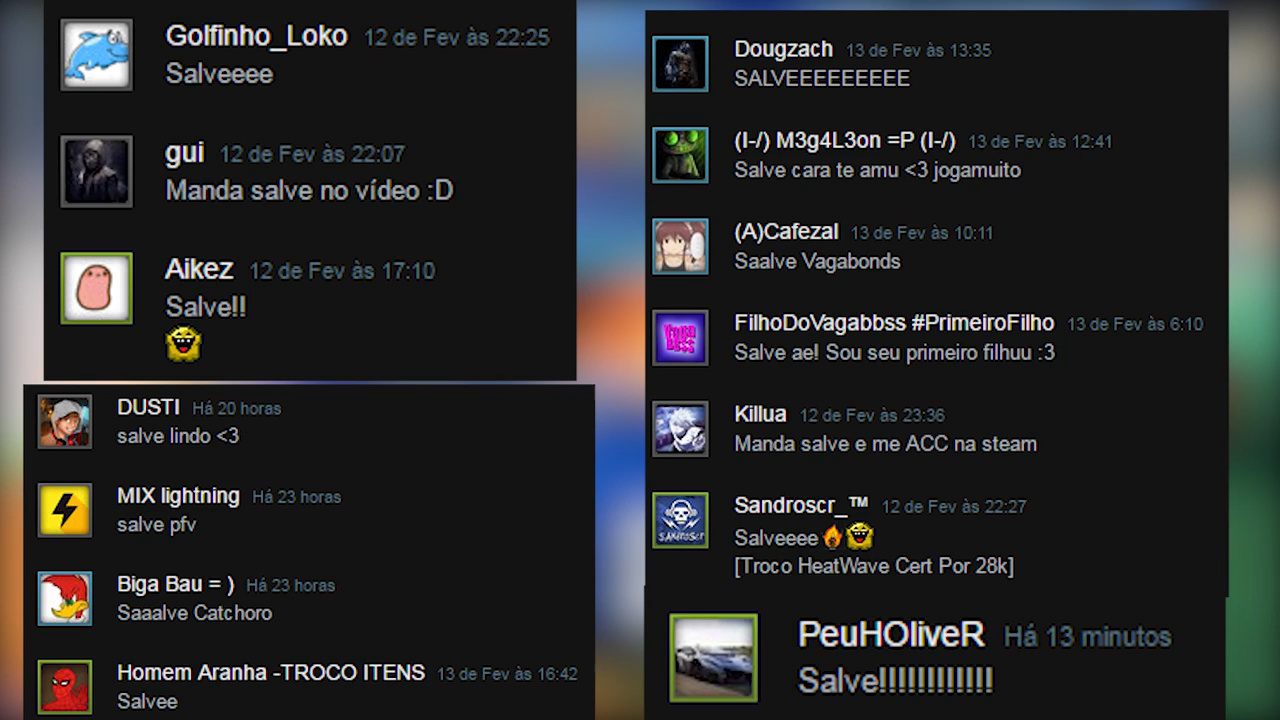 Golfinho_Loko 12 de Fev às 22:25
Salveeee
gui 12 de Fev às 22:07
Manda salve no vídeo :D
Aikez 12 de Fev às 17:10
Salve!!
DUSTI Há 20 horas
salve lindo <3
MIX lightning Há 23 horas
salve pfv
Biga Bau = ) Há 23 horas
Saaalve Catchoro
Homem Aranha -TROCO ITENS 13 de Fev às 16:42
Salvee
Dougzach 13 de Fev às 13:35
SALVEEEEEEEEE
(I-/) M3g4L3on =P (I-/) 13 de Fev às 12:41
Salve cara te amu <3 jogamuito
(A)Cafezal 13 de Fev às 10:11
Saalve Vagabonds
FilhoDoVagabbss #PrimeiroFilho 13 de Fev às 6:10
Salve ae! Sou seu primeiro filhuu :3
Killua 12 de Fev às 23:36
Manda salve e me ACC na steam
Sandroscr_™ 12 de Fev às 22:27
Salveeee
[Troco HeatWave Cert Por 28k]
SANdROScr
PeuHOliveR Há 13 minutos
Salve!!!!!!!!!!!!